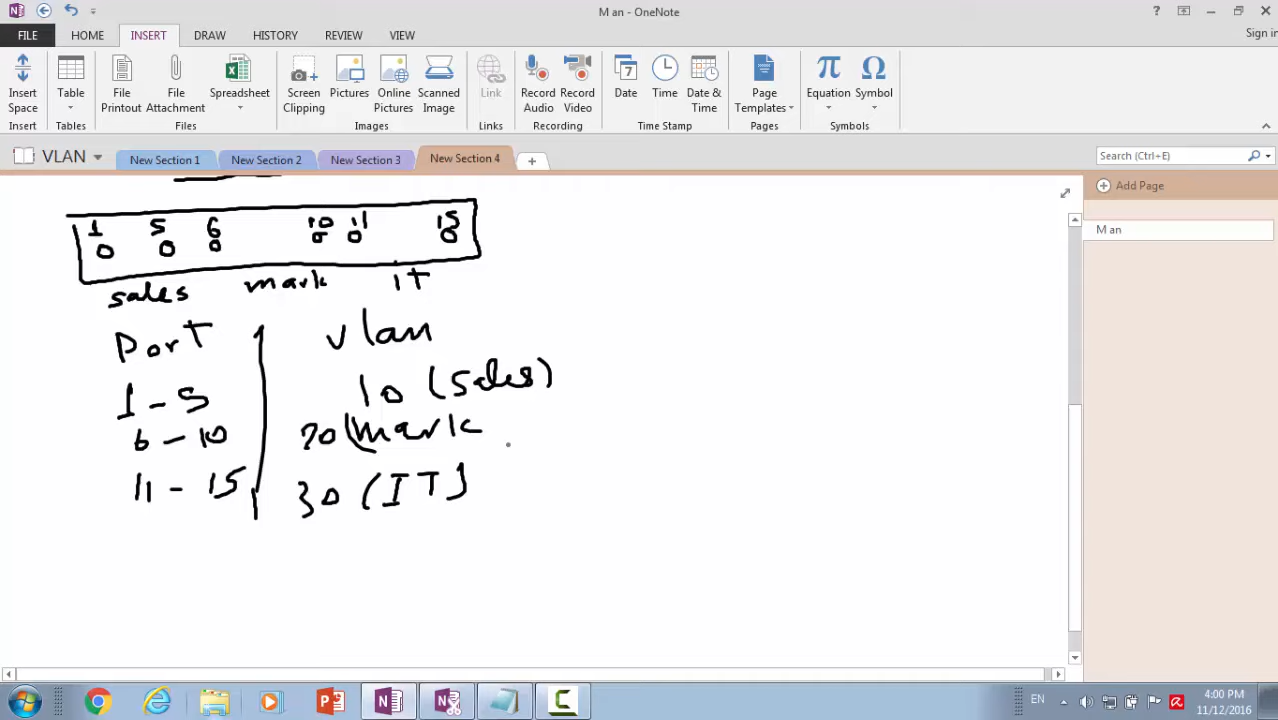 M an - OneNote
FILE HOME INSERT DRAW HISTORY REVIEW VIEW Sign in
Insert Space Table File Printout File Attachment Spreadsheet Screen Clipping Pictures Online Pictures Scanned Image Link Record Audio Record Video Date Time Date & Time Page Templates Equation Symbol
Insert Tables Files Images Links Recording Time Stamp Pages Symbols
VLAN New Section 1 New Section 2 New Section 3 New Section 4 Search (Ctrl+E)
Add Page
M an
1 5 6 10 11 15
sales mark IT
Port vlan
1 - 5 10 (Sales)
6 - 10 20 (mark
11 - 15 30 (IT)
EN 4:00 PM
11/12/2016